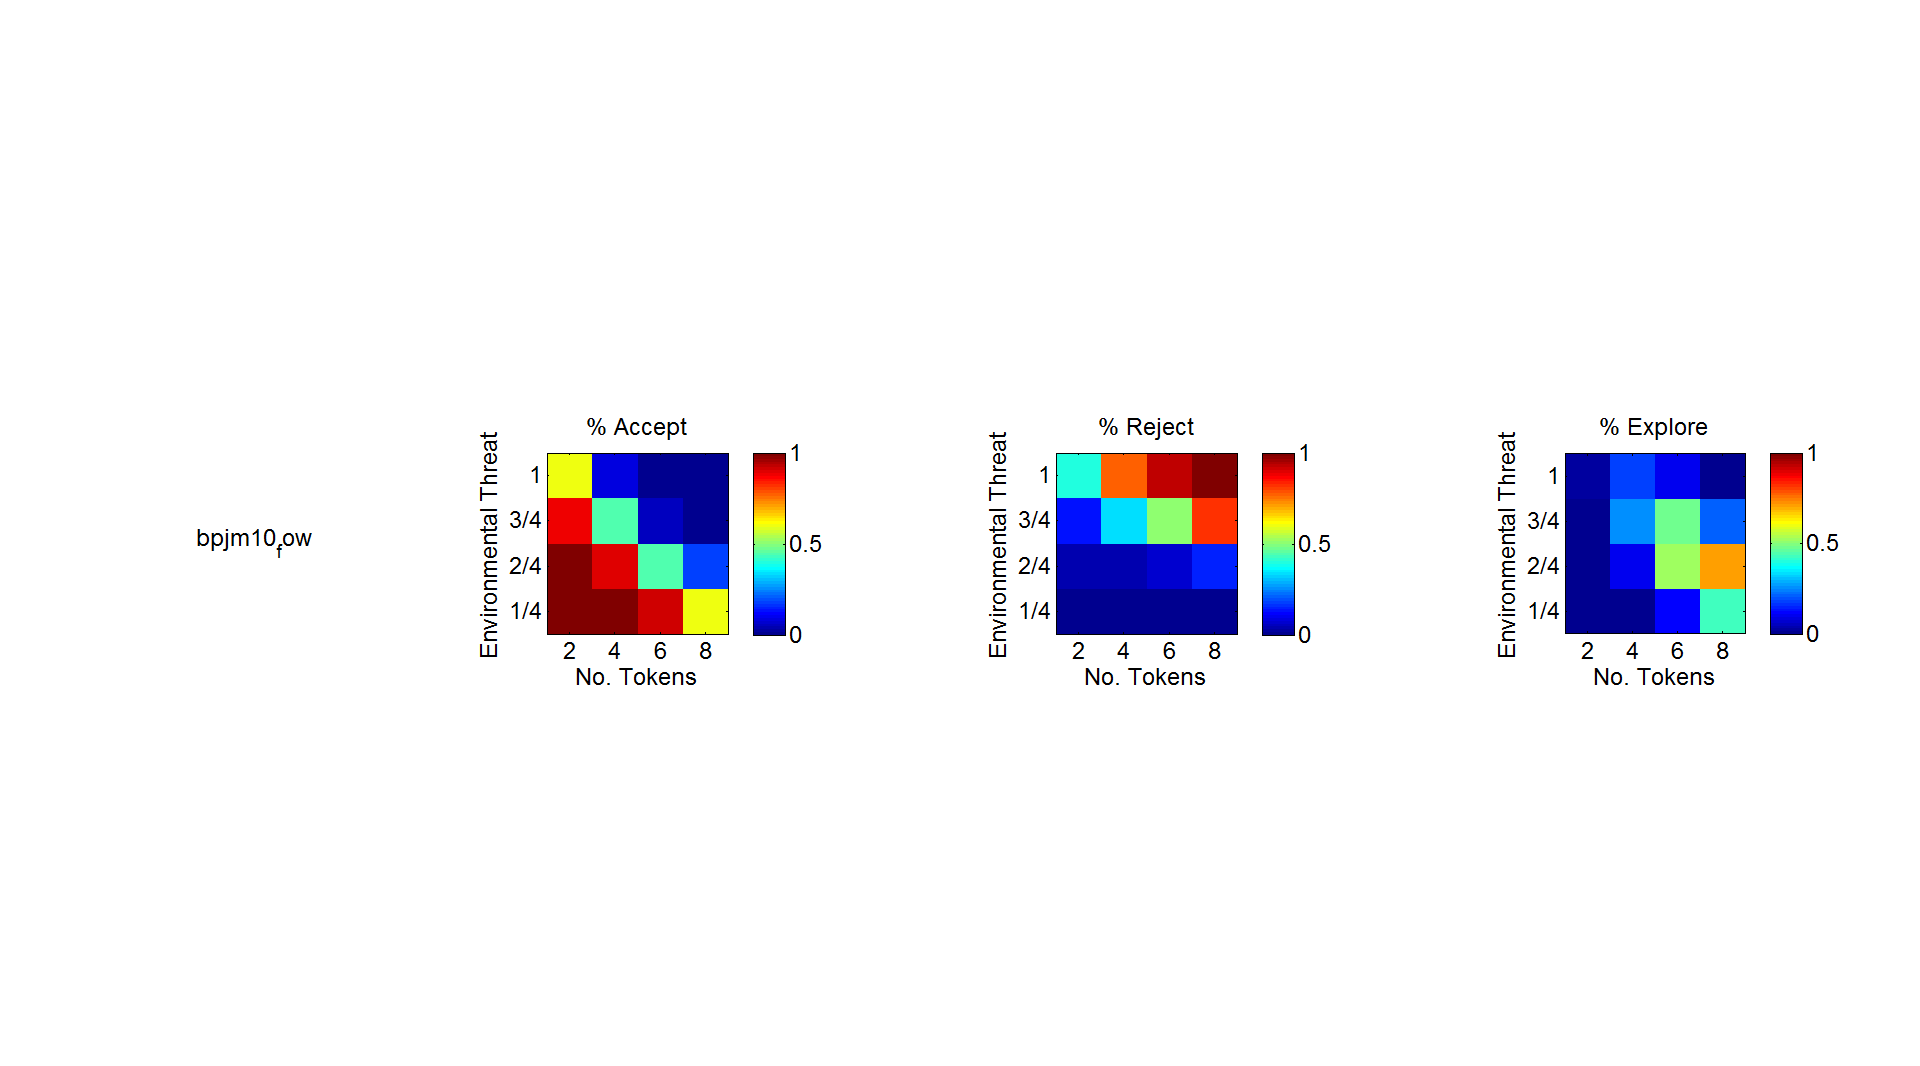 bpjm10fow
% Accept
Environmental Threat
1
3/4
2/4
1/4
2 4 6 8
No. Tokens
1
0.5
0
% Reject
Environmental Threat
1
3/4
2/4
1/4
2 4 6 8
No. Tokens
1
0.5
0
% Explore
Environmental Threat
1
3/4
2/4
1/4
2 4 6 8
No. Tokens
1
0.5
0